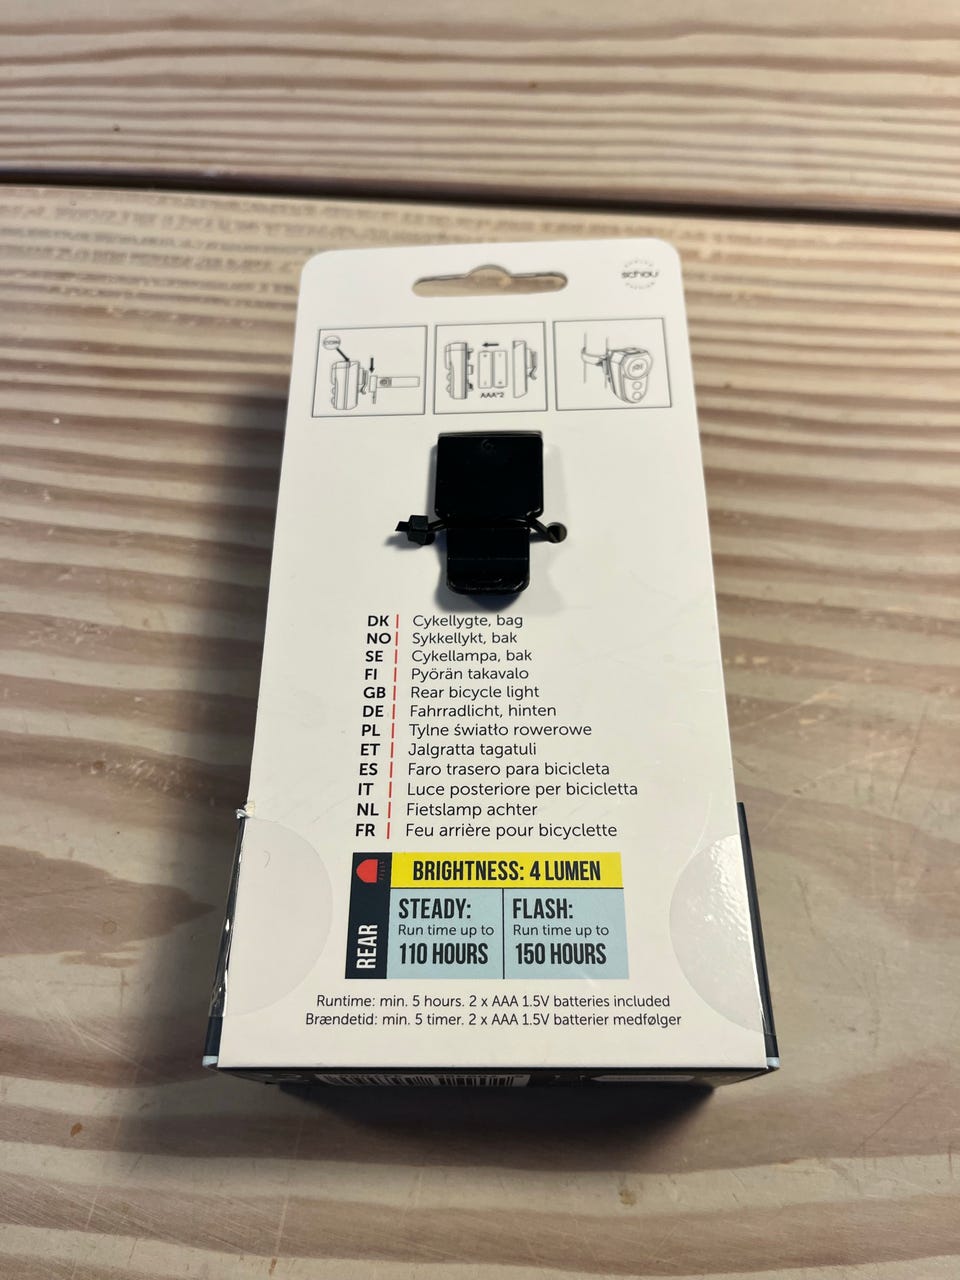 schou
AAA*2
DK | Cykellygte, bag
NO | Sykkellykt, bak
SE | Cykellampa, bak
FI | Pyörän takavalo
GB | Rear bicycle light
DE | Fahrradlicht, hinten
PL | Tylne światło rowerowe
ET | Jalgratta tagatuli
ES | Faro trasero para bicicleta
IT | Luce posteriore per bicicletta
NL | Fietslamp achter
FR | Feu arrière pour bicyclette
BRIGHTNESS: 4 LUMEN
REAR
STEADY:
Run time up to
110 HOURS
FLASH:
Run time up to
150 HOURS
Runtime: min. 5 hours. 2 x AAA 1.5V batteries included
Brændetid: min. 5 timer. 2 x AAA 1.5V batterier medfølger